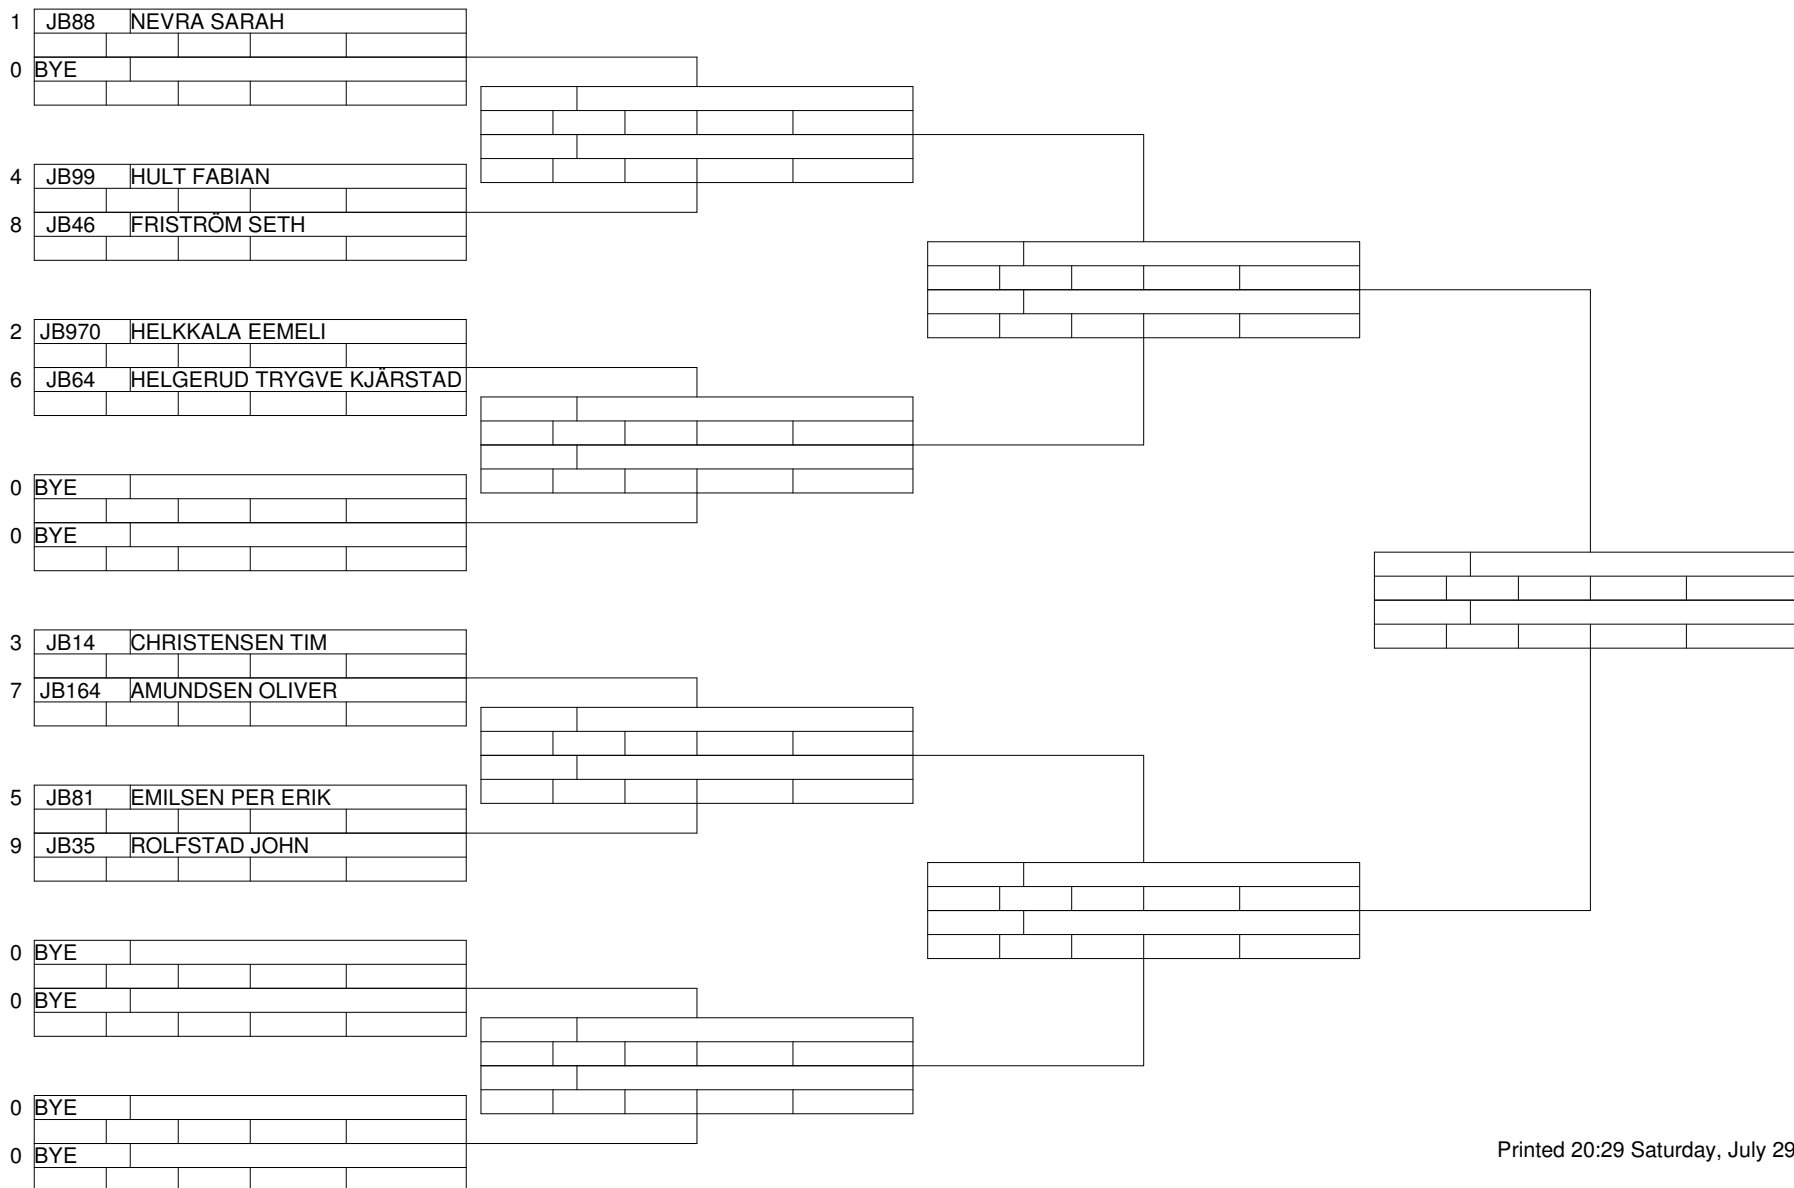 1 JB88 NEVRA SARAH
0 BYE
4 JB99 HULT FABIAN
8 JB46 FRISTRÖM SETH
2 JB970 HELKKALA EEMELI
6 JB64 HELGERUD TRYGVE KJÄRSTAD
0 BYE
0 BYE
3 JB14 CHRISTENSEN TIM
7 JB164 AMUNDSEN OLIVER
5 JB81 EMILSEN PER ERIK
9 JB35 ROLFSTAD JOHN
0 BYE
0 BYE
0 BYE
0 BYE
Printed 20:29 Saturday, July 29